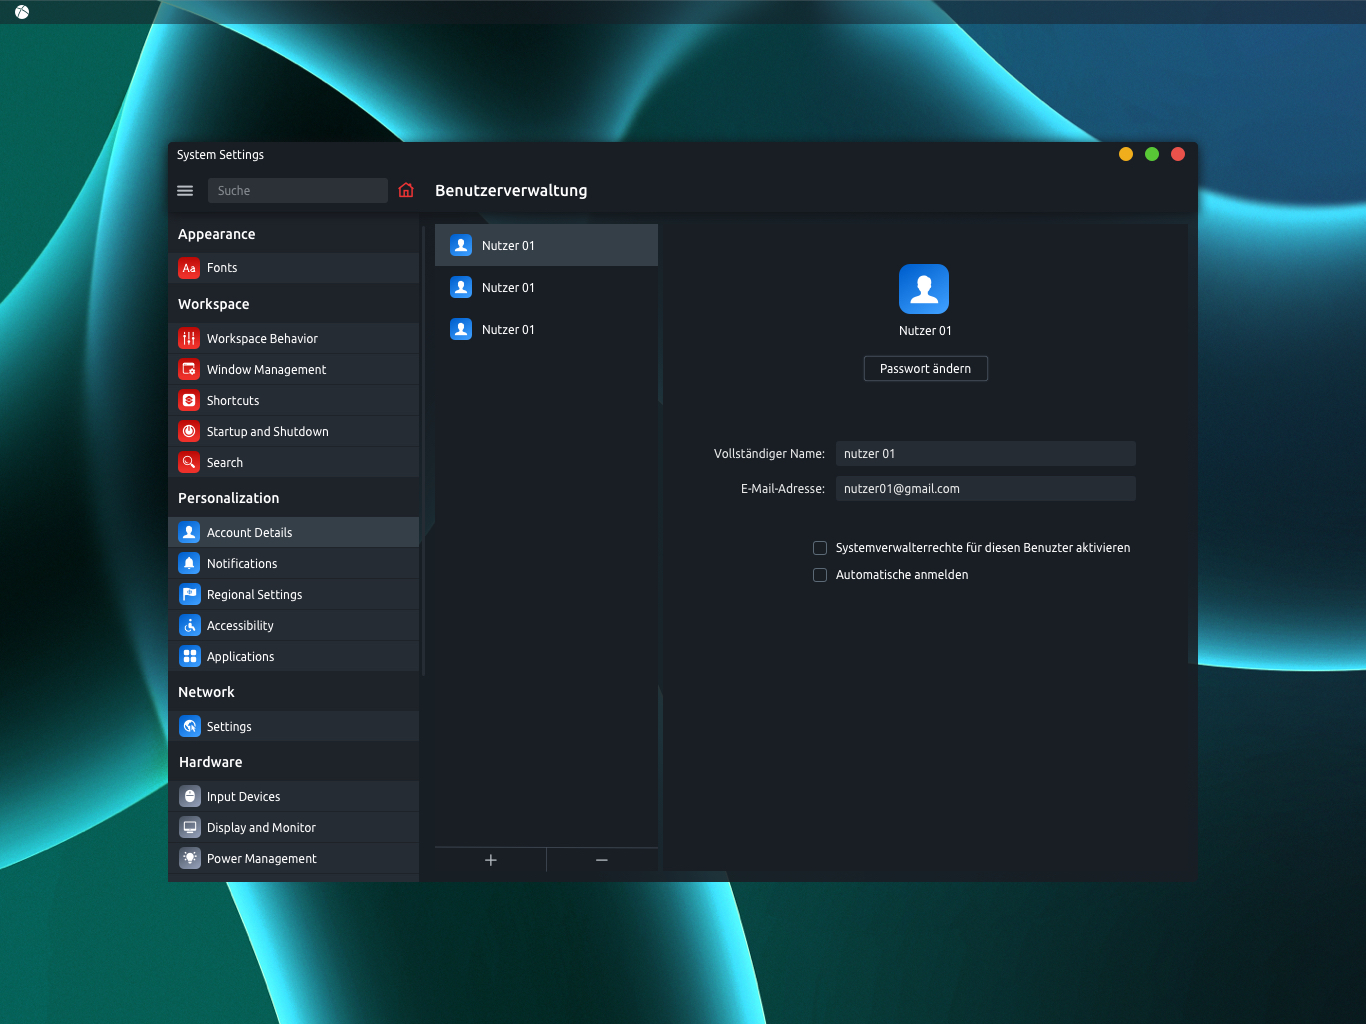 System Settings
Suche
Benutzerverwaltung
Appearance
Aa Fonts
Workspace
Workspace Behavior
Window Management
Shortcuts
Startup and Shutdown
Search
Personalization
Account Details
Notifications
Regional Settings
Accessibility
Applications
Network
Settings
Hardware
Input Devices
Display and Monitor
Power Management
Nutzer 01
Nutzer 01
Nutzer 01
+ −
Nutzer 01
Passwort ändern
Vollständiger Name: nutzer 01
E-Mail-Adresse: nutzer01@gmail.com
Systemverwalterrechte für diesen Benuzter aktivieren
Automatische anmelden